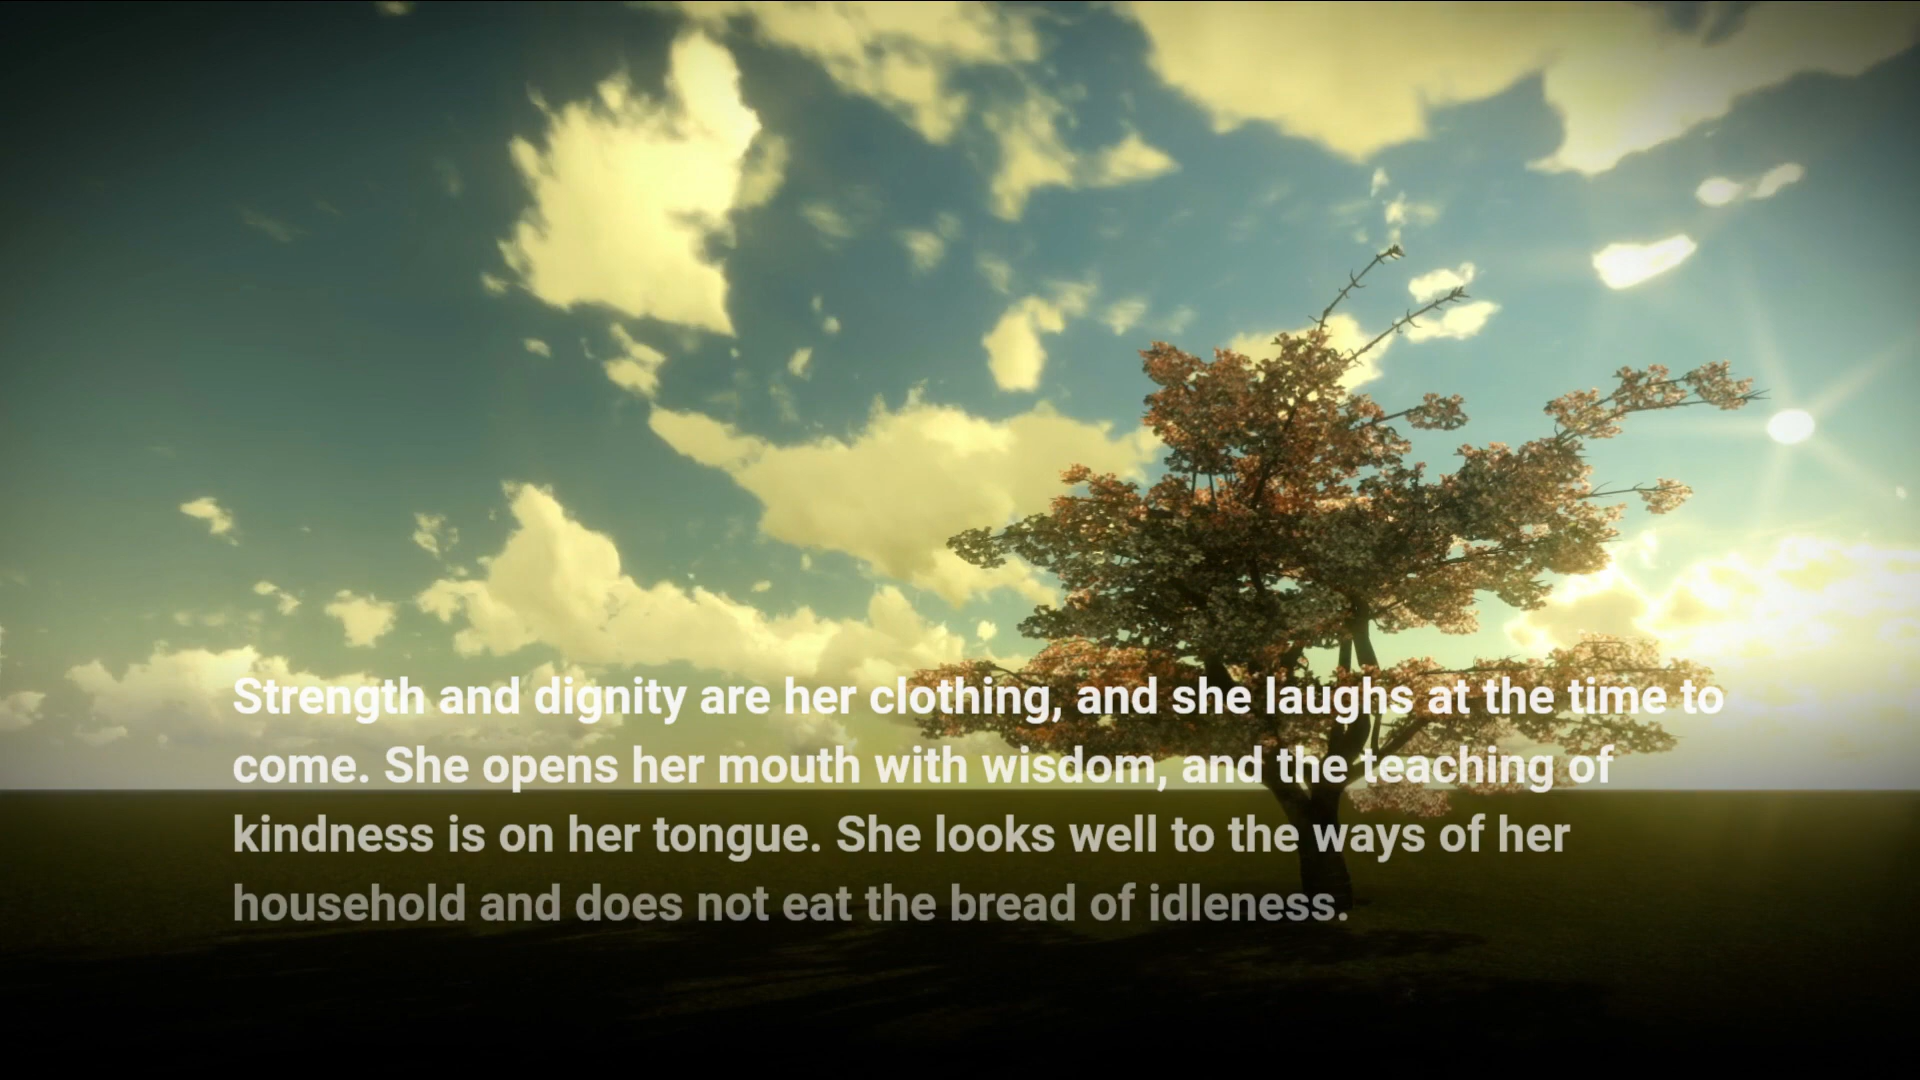 Strength and dignity are her clothing, and she laughs at the time to
come. She opens her mouth with wisdom, and the teaching of
kindness is on her tongue. She looks well to the ways of her
household and does not eat the bread of idleness.